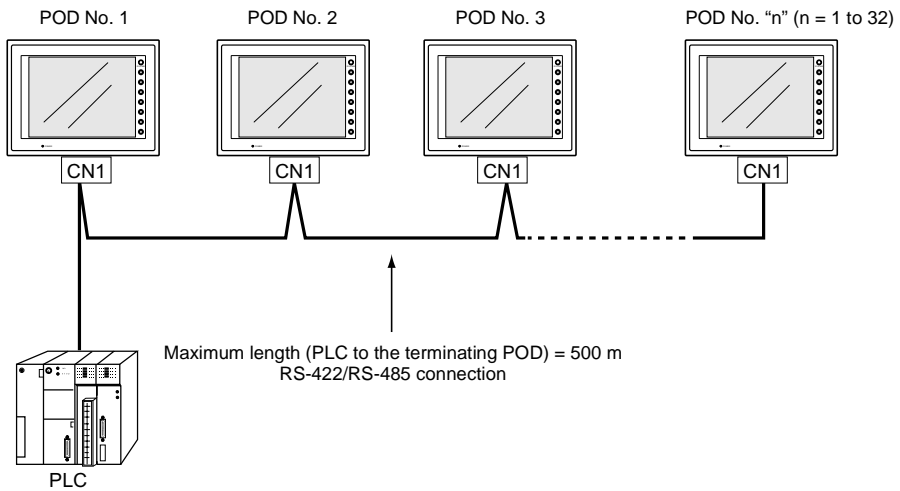 POD No. 1
POD No. 2
POD No. 3
POD No. “n” (n = 1 to 32)
CN1
CN1
CN1
CN1
Maximum length (PLC to the terminating POD) = 500 m
RS-422/RS-485 connection
PLC